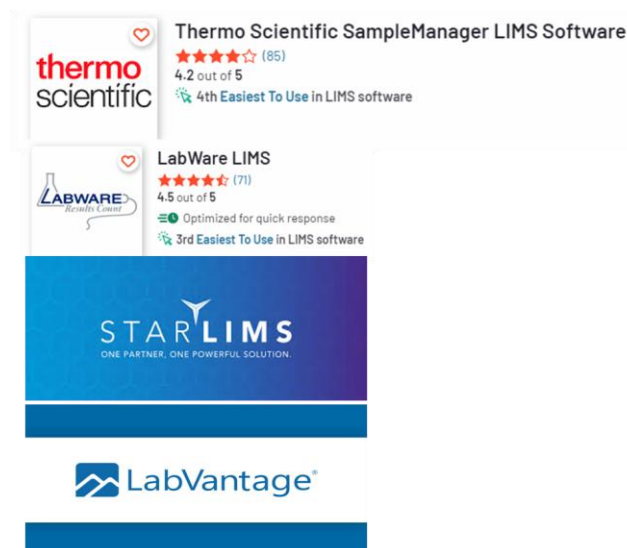 thermo
scientific
Thermo Scientific SampleManager LIMS Software
(85)
4.2 out of 5
4th Easiest To Use in LIMS software
LABWARE
Results Count
LabWare LIMS
(71)
4.5 out of 5
Optimized for quick response
3rd Easiest To Use in LIMS software
STARLIMS
ONE PARTNER, ONE POWERFUL SOLUTION.
LabVantage®